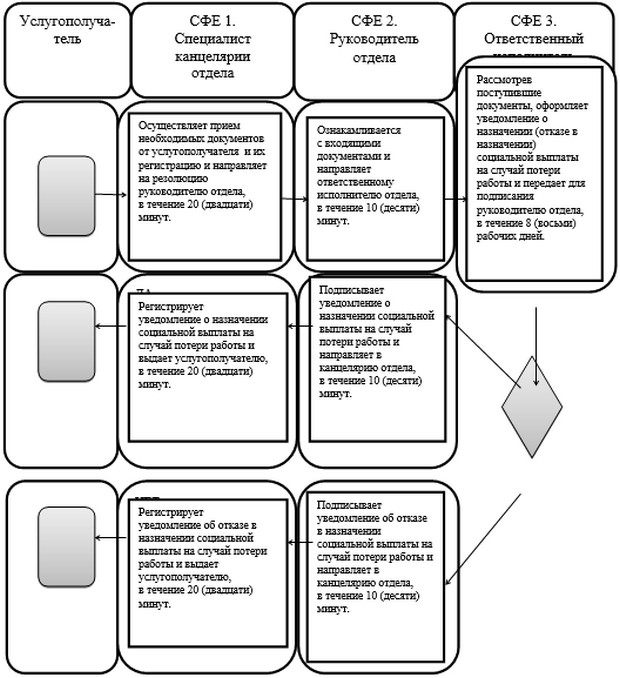 Услугополуча-
тель
СФЕ 1.
Специалист
канцелярии
отдела
СФЕ 2.
Руководитель
отдела
СФЕ 3.
Ответственный
Осуществляет прием
необходимых документов
от услугополучателя и их
регистрацию и направляет
на резолюцию
руководителю отдела,
в течение 20 (двадцати)
минут.
Ознакамливается
с входящими
документами и
направляет
ответственному
исполнителю отдела,
в течение 10 (десяти)
минут.
Рассмотрев
поступившие
документы, оформляет
уведомление о
назначении (отказе в
назначении)
социальной выплаты
на случай потери
работы и передает для
подписания
руководителю отдела,
в течение 8 (восьми)
рабочих дней.
Регистрирует
уведомление о назначении
социальной выплаты на
случай потери работы и
выдает услугополучателю,
в течение 20 (двадцати)
минут.
Подписывает
уведомление о
назначении социальной
выплаты на случай
потери работы и
направляет в
канцелярию отдела,
в течение 10 (десяти)
минут.
Регистрирует
уведомление об отказе в
назначении социальной
выплаты на случай потери
работы и выдает
услугополучателю,
в течение 20 (двадцати)
минут.
Подписывает
уведомление об отказе
в назначении
социальной выплаты на
случай потери работы и
направляет в
канцелярию отдела,
в течение 10 (десяти)
минут.